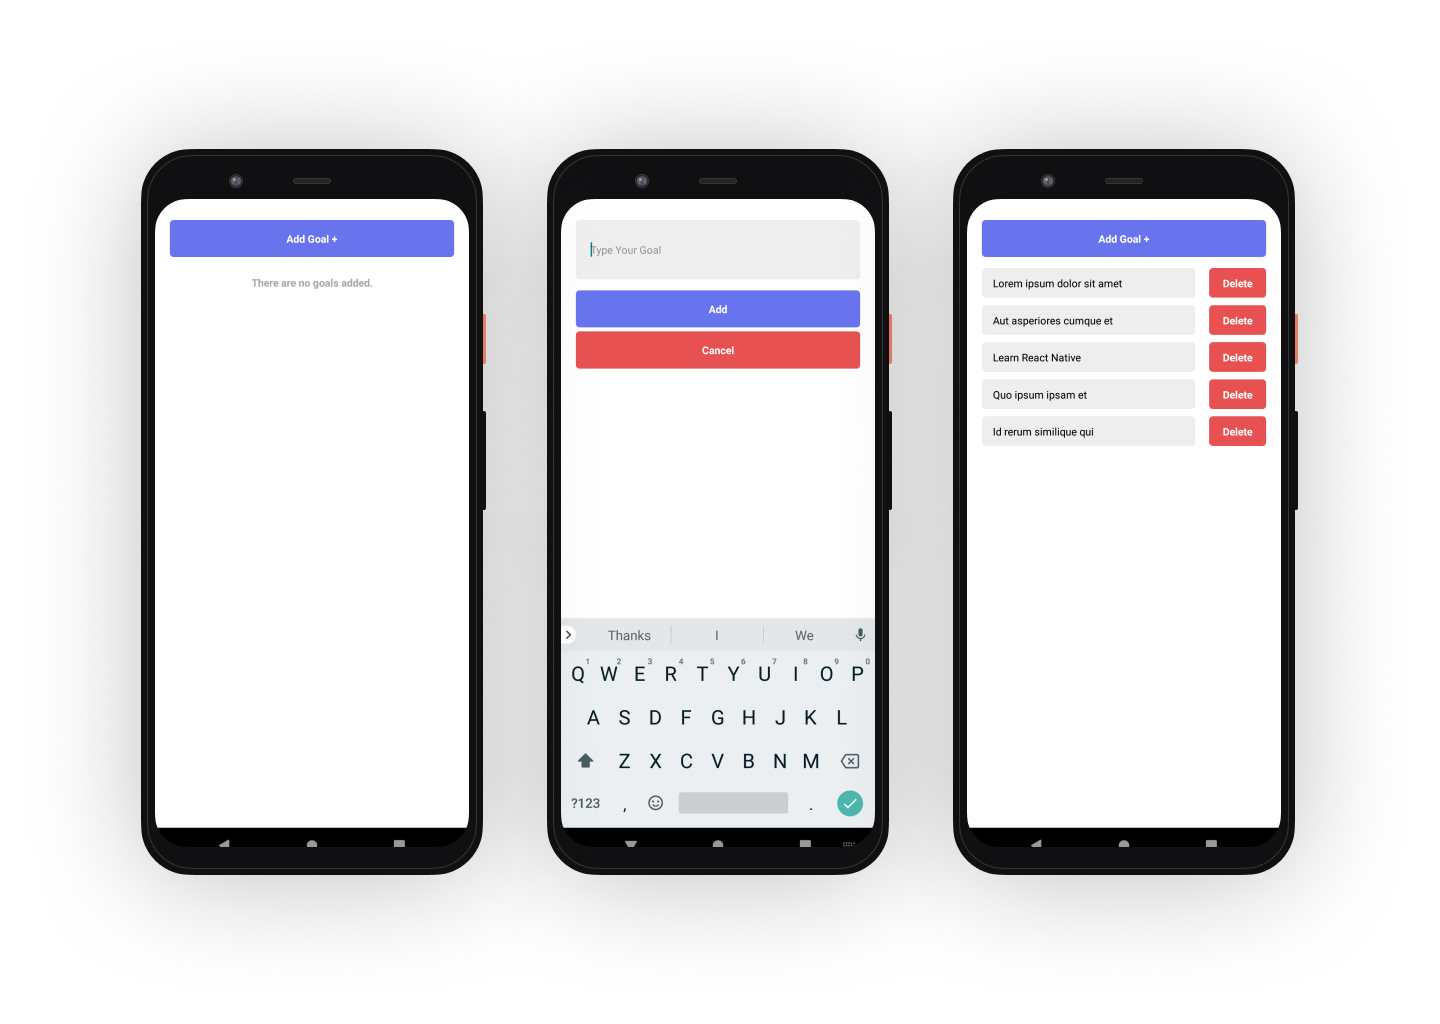 Add Goal +
There are no goals added.
Type Your Goal
Add
Cancel
Thanks I We
1 2 3 4 5 6 7 8 9 0
Q W E R T Y U I O P
A S D F G H J K L
Z X C V B N M
?123 , .
Add Goal +
Lorem ipsum dolor sit amet Delete
Aut asperiores cumque et Delete
Learn React Native Delete
Quo ipsum ipsam et Delete
Id rerum similique qui Delete